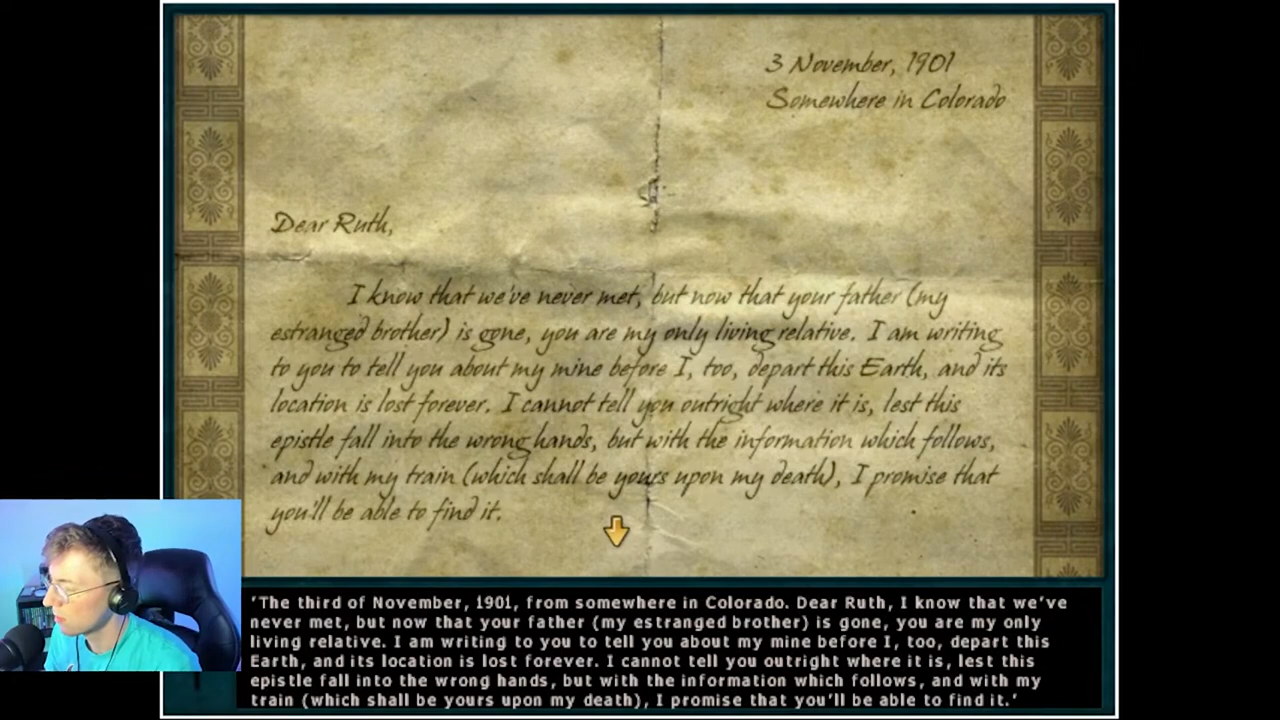 3 November, 1901
Somewhere in Colorado
Dear Ruth,
I know that we've never met, but now that your father (my
estranged brother) is gone, you are my only living relative. I am writing
to you to tell you about my mine before I, too, depart this Earth, and its
location is lost forever. I cannot tell you outright where it is, lest this
epistle fall into the wrong hands, but with the information which follows,
and with my train (which shall be yours upon my death), I promise that
you'll be able to find it.
'The third of November, 1901, from somewhere in Colorado. Dear Ruth, I know that we've
never met, but now that your father (my estranged brother) is gone, you are my only
living relative. I am writing to you to tell you about my mine before I, too, depart this
Earth, and its location is lost forever. I cannot tell you outright where it is, lest this
epistle fall into the wrong hands, but with the information which follows, and with my
train (which shall be yours upon my death), I promise that you'll be able to find it.'